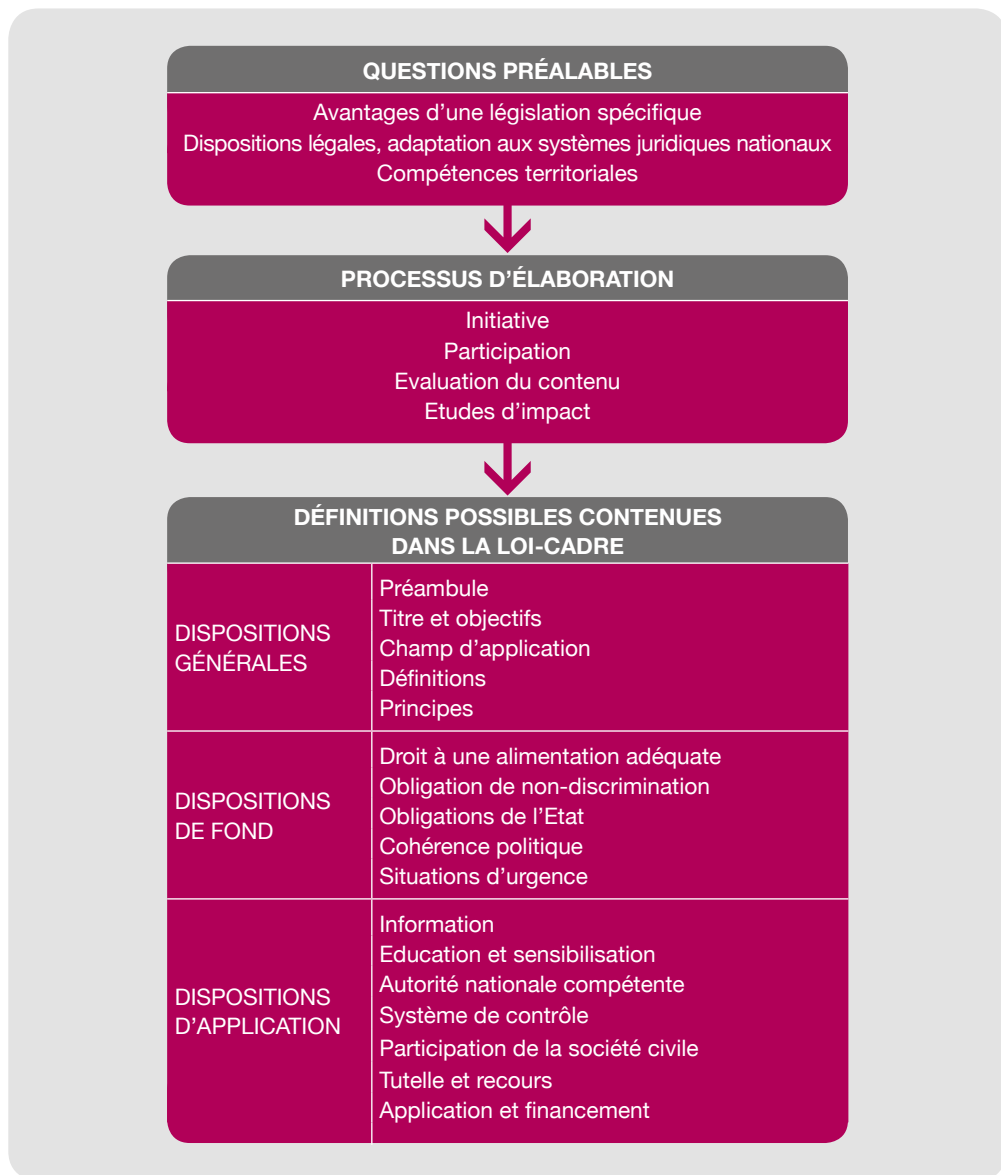 QUESTIONS PRÉALABLES
Avantages d’une législation spécifique
Dispositions légales, adaptation aux systèmes juridiques nationaux
Compétences territoriales
PROCESSUS D’ÉLABORATION
Initiative
Participation
Evaluation du contenu
Etudes d’impact
DÉFINITIONS POSSIBLES CONTENUES
DANS LA LOI-CADRE
DISPOSITIONS
GÉNÉRALES
Préambule
Titre et objectifs
Champ d’application
Définitions
Principes
DISPOSITIONS
DE FOND
Droit à une alimentation adéquate
Obligation de non-discrimination
Obligations de l’Etat
Cohérence politique
Situations d’urgence
DISPOSITIONS
D’APPLICATION
Information
Education et sensibilisation
Autorité nationale compétente
Système de contrôle
Participation de la société civile
Tutelle et recours
Application et financement